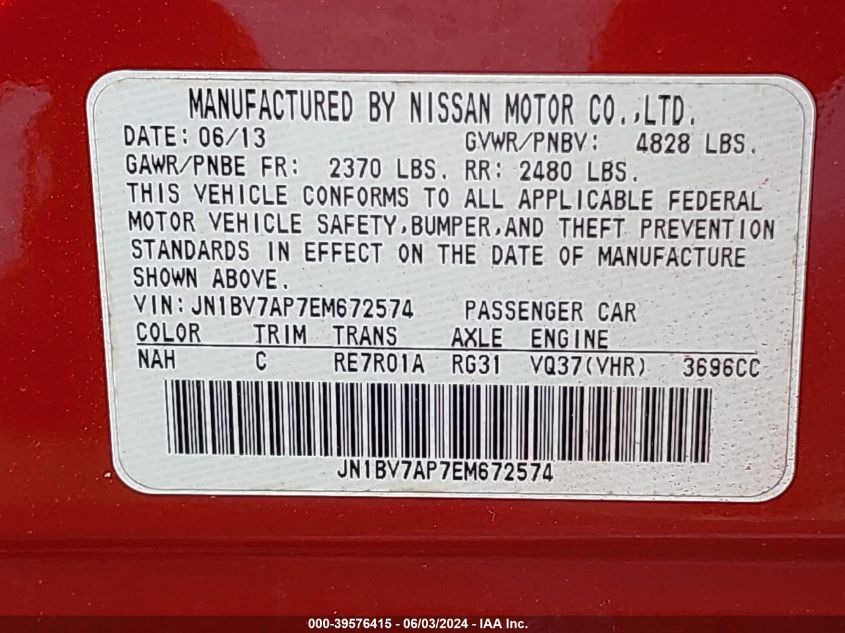 MANUFACTURED BY NISSAN MOTOR CO.,LTD.
DATE: 06/13 GVWR/PNBV: 4828 LBS.
GAWR/PNBE FR: 2370 LBS. RR: 2480 LBS.
THIS VEHICLE CONFORMS TO ALL APPLICABLE FEDERAL
MOTOR VEHICLE SAFETY,BUMPER,AND THEFT PREVENTION
STANDARDS IN EFFECT ON THE DATE OF MANUFACTURE
SHOWN ABOVE.
VIN:JN1BV7AP7EM672574 PASSENGER CAR
COLOR TRIM TRANS AXLE ENGINE
NAH C RE7R01A RG31 VQ37(VHR) 3696CC
JN1BV7AP7EM672574
000-39576415 - 06/03/2024 - IAA Inc.